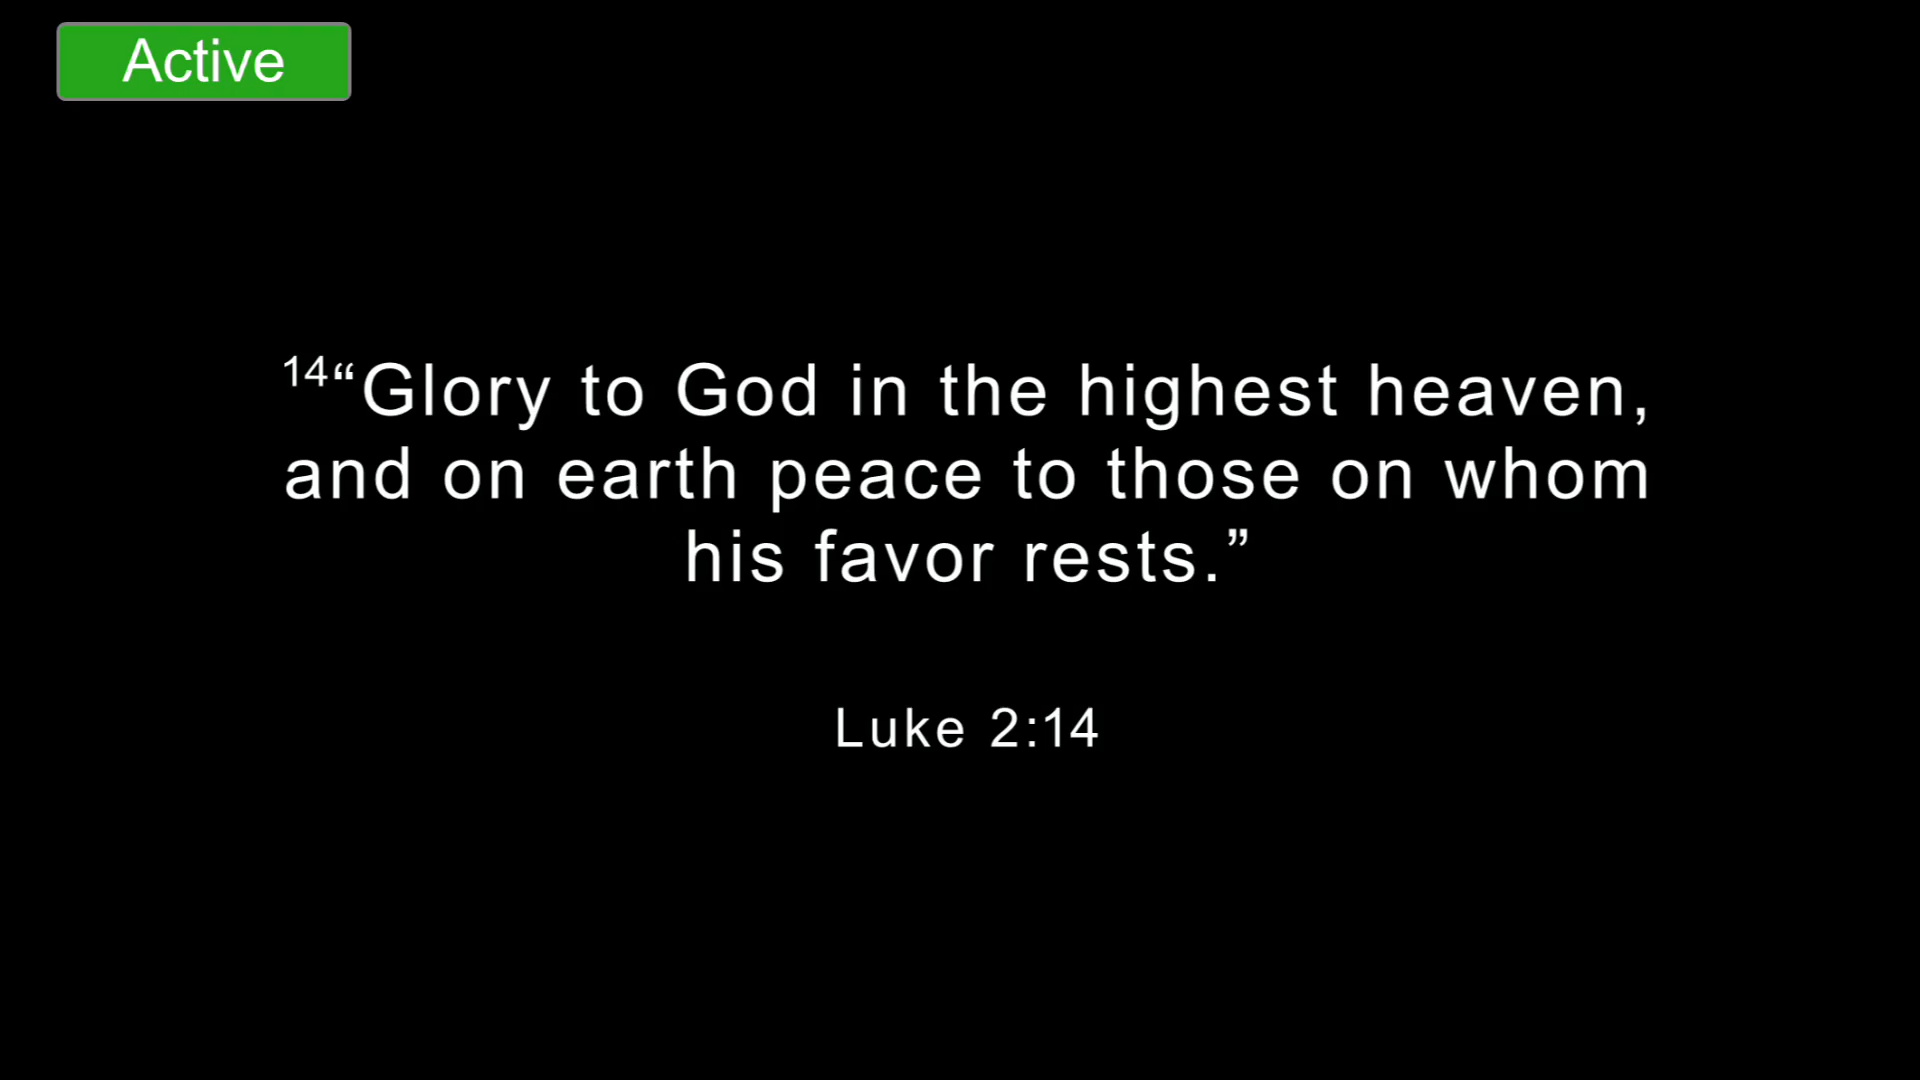 Active
14“Glory to God in the highest heaven,
and on earth peace to those on whom
his favor rests.”
Luke 2:14